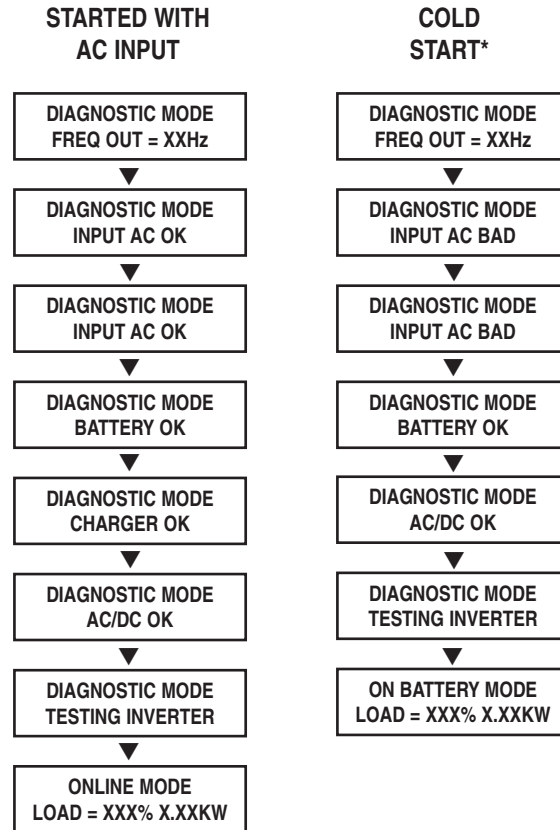 STARTED WITH
AC INPUT
DIAGNOSTIC MODE
FREQ OUT = XXHz
DIAGNOSTIC MODE
INPUT AC OK
DIAGNOSTIC MODE
INPUT AC OK
DIAGNOSTIC MODE
BATTERY OK
DIAGNOSTIC MODE
CHARGER OK
DIAGNOSTIC MODE
AC/DC OK
DIAGNOSTIC MODE
TESTING INVERTER
ONLINE MODE
LOAD = XXX% X.XXKW
COLD
START*
DIAGNOSTIC MODE
FREQ OUT = XXHz
DIAGNOSTIC MODE
INPUT AC BAD
DIAGNOSTIC MODE
INPUT AC BAD
DIAGNOSTIC MODE
BATTERY OK
DIAGNOSTIC MODE
AC/DC OK
DIAGNOSTIC MODE
TESTING INVERTER
ON BATTERY MODE
LOAD = XXX% X.XXKW